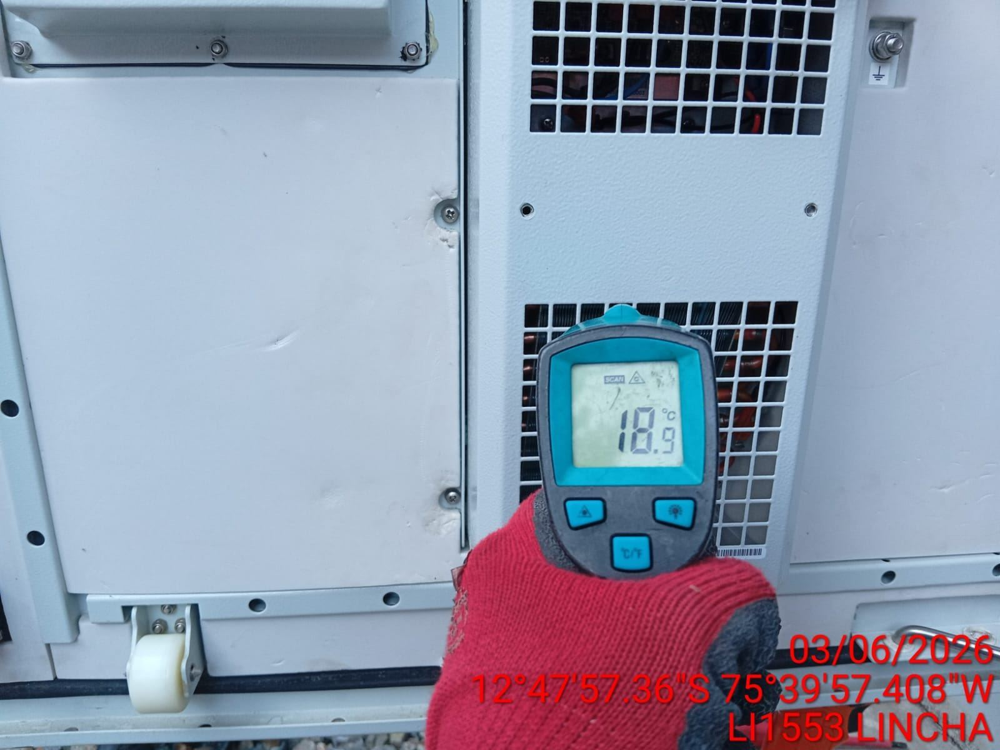 SCAN
18.9 °C
°C/°F
03/06/2026
12°47'57.36"S 75°39'57.408"W
LI1553 LINCHA